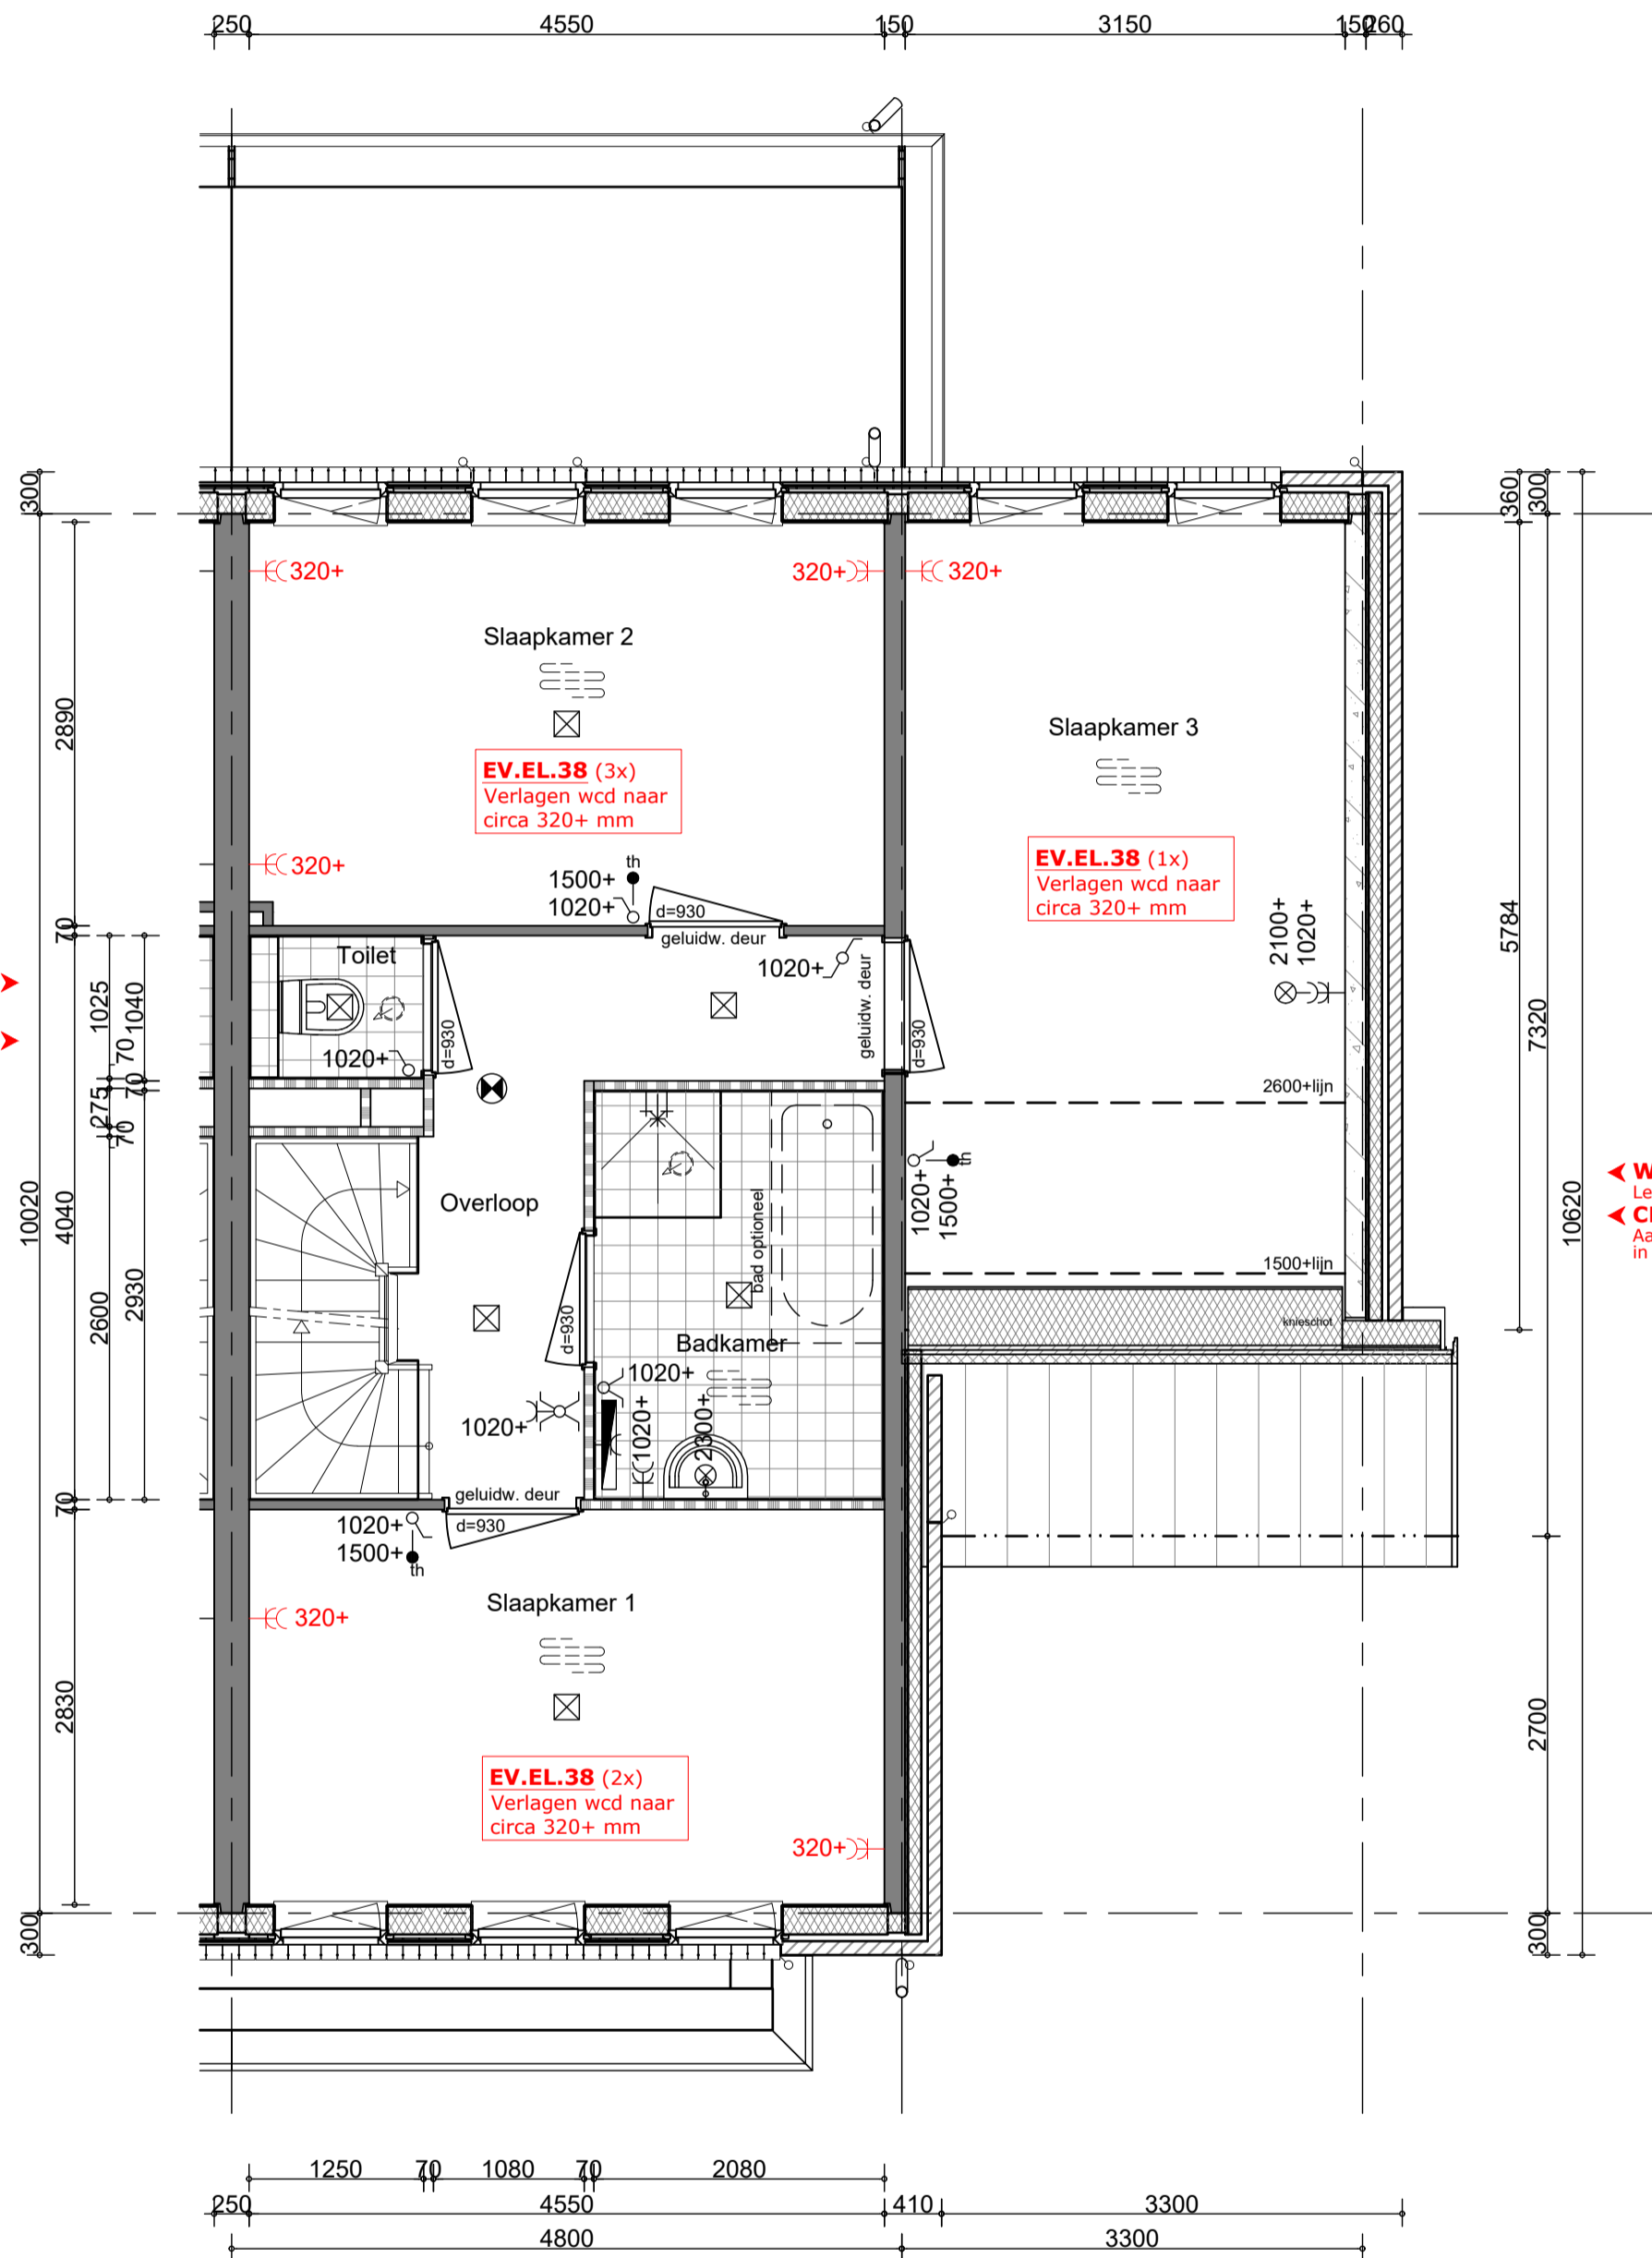 250 4550 150 3150 150 260
300
360 300
320+ 320+ 320+
Slaapkamer 2
Slaapkamer 3
2890
EV.EL.38 (3x)
Verlagen wcd naar
circa 320+ mm
EV.EL.38 (1x)
Verlagen wcd naar
circa 320+ mm
320+
th
1500+
1020+
d=930
geluidw. deur
5784
2100+
1020+
70
Toilet
1020+
geluidw. deur
d=930
d=930
1025
1040
70
1020+
7320
70
70
275
70
2600+lijn
Overloop
bad optioneel
1020+
1500+
th
10020
4040
2600
2930
10620
W
Le
CI
Aa
in
1500+lijn
knieschot
d=930
Badkamer
1020+
1020+
1020+
2300+
70
geluidw. deur
d=930
1020+
1500+
th
Slaapkamer 1
320+
2830
2700
EV.EL.38 (2x)
Verlagen wcd naar
circa 320+ mm
320+
300
300
1250 70 1080 70 2080
250 4550 410 3300
4800 3300